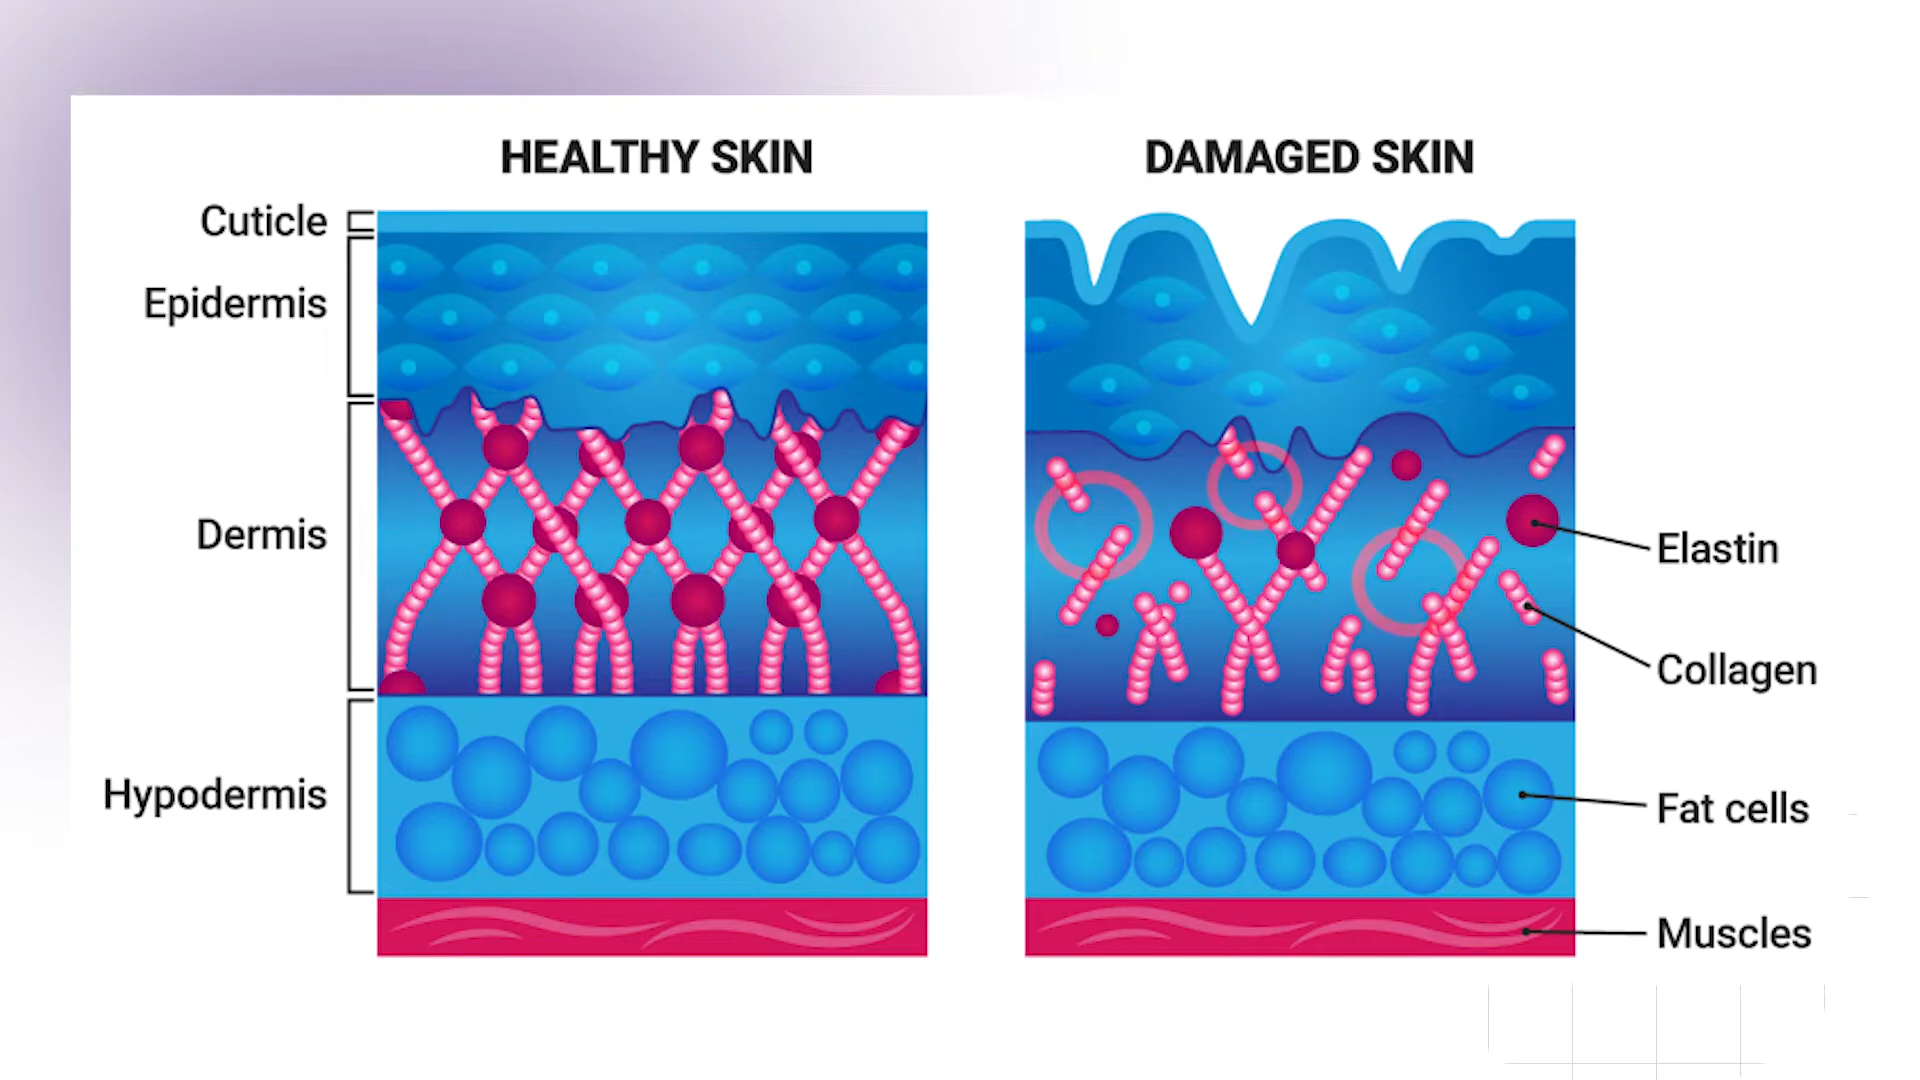 HEALTHY SKIN
DAMAGED SKIN
Cuticle
Epidermis
Dermis
Hypodermis
Elastin
Collagen
Fat cells
Muscles